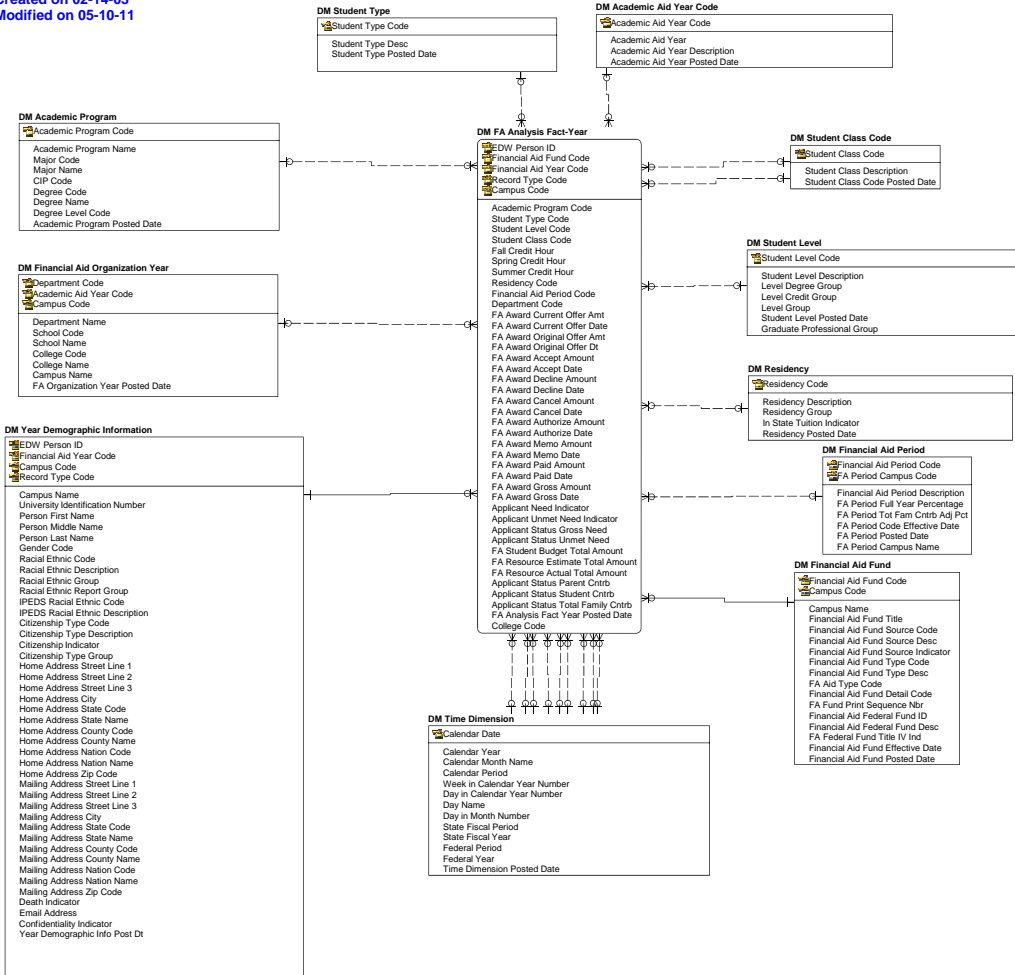 Created on 02-14-03
Modified on 05-10-11
DM Student Type
Student Type Code
Student Type Desc
Student Type Posted Date
DM Academic Aid Year Code
Academic Aid Year Code
Academic Aid Year
Academic Aid Year Description
Academic Aid Year Posted Date
DM Academic Program
Academic Program Code
Academic Program Name
Major Code
Major Name
CIP Code
Degree Code
Degree Name
Degree Level Code
Academic Program Posted Date
DM FA Analysis Fact-Year
EDW Person ID
Financial Aid Fund Code
Financial Aid Year Code
Record Type Code
Campus Code
Academic Program Code
Student Type Code
Student Level Code
Student Class Code
Fall Credit Hour
Spring Credit Hour
Summer Credit Hour
Residency Code
Financial Aid Period Code
Department Code
FA Award Current Offer Amt
FA Award Current Offer Date
FA Award Original Offer Amt
FA Award Original Offer Dt
FA Award Accept Amount
FA Award Accept Date
FA Award Decline Amount
FA Award Decline Date
FA Award Cancel Amount
FA Award Cancel Date
FA Award Authorize Amount
FA Award Authorize Date
FA Award Memo Amount
FA Award Memo Date
FA Award Paid Amount
FA Award Paid Date
FA Award Gross Amount
FA Award Gross Date
Applicant Need Indicator
Applicant Unmet Need Indicator
Applicant Status Gross Need
Applicant Status Unmet Need
FA Student Budget Total Amount
FA Resource Estimate Total Amount
FA Resource Actual Total Amount
Applicant Status Parent Cntrb
Applicant Status Student Cntrb
Applicant Status Total Family Cntrb
FA Analysis Fact Year Posted Date
College Code
DM Student Class Code
Student Class Code
Student Class Description
Student Class Code Posted Date
DM Student Level
Student Level Code
Student Level Description
Level Degree Group
Level Credit Group
Level Group
Student Level Posted Date
Graduate Professional Group
DM Financial Aid Organization Year
Department Code
Academic Aid Year Code
Campus Code
Department Name
School Code
School Name
College Code
College Name
Campus Name
FA Organization Year Posted Date
DM Residency
Residency Code
Residency Description
Residency Group
In State Tuition Indicator
Residency Posted Date
DM Year Demographic Information
EDW Person ID
Financial Aid Year Code
Campus Code
Record Type Code
Campus Name
University Identification Number
Person First Name
Person Middle Name
Person Last Name
Gender Code
Racial Ethnic Code
Racial Ethnic Description
Racial Ethnic Group
Racial Ethnic Report Group
IPEDS Racial Ethnic Code
IPEDS Racial Ethnic Description
Citizenship Type Code
Citizenship Type Description
Citizenship Indicator
Citizenship Type Group
Home Address Street Line 1
Home Address Street Line 2
Home Address Street Line 3
Home Address City
Home Address State Code
Home Address State Name
Home Address County Code
Home Address County Name
Home Address Nation Code
Home Address Nation Name
Home Address Zip Code
Mailing Address Street Line 1
Mailing Address Street Line 2
Mailing Address Street Line 3
Mailing Address City
Mailing Address State Code
Mailing Address State Name
Mailing Address County Code
Mailing Address County Name
Mailing Address Nation Code
Mailing Address Nation Name
Mailing Address Zip Code
Death Indicator
Email Address
Confidentiality Indicator
Year Demographic Info Post Dt
DM Financial Aid Period
Financial Aid Period Code
FA Period Campus Code
Financial Aid Period Description
FA Period Full Year Percentage
FA Period Tot Fam Cntrb Adj Pct
FA Period Code Effective Date
FA Period Posted Date
FA Period Campus Name
DM Financial Aid Fund
Financial Aid Fund Code
Campus Code
Campus Name
Financial Aid Fund Title
Financial Aid Fund Source Code
Financial Aid Fund Source Desc
Financial Aid Fund Source Indicator
Financial Aid Fund Type Code
Financial Aid Fund Type Desc
FA Aid Type Code
Financial Aid Fund Detail Code
FA Fund Print Sequence Nbr
Financial Aid Federal Fund ID
Financial Aid Federal Fund Desc
FA Federal Fund Title IV Ind
Financial Aid Fund Effective Date
Financial Aid Fund Posted Date
DM Time Dimension
Calendar Date
Calendar Year
Calendar Month Name
Calendar Period
Week in Calendar Year Number
Day in Calendar Year Number
Day Name
Day in Month Number
State Fiscal Period
State Fiscal Year
Federal Period
Federal Year
Time Dimension Posted Date